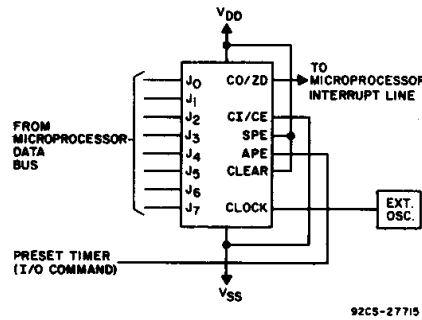 VDD
J0 CO/ZD
TO
MICROPROCESSOR
INTERRUPT LINE
J1
J2 CI/CE
J3 SPE
J4 APE
J5 CLEAR
J6
J7 CLOCK
FROM
MICROPROCESSOR
DATA
BUS
EXT.
OSC.
PRESET TIMER
(I/O COMMAND)
VSS
92CS-27715